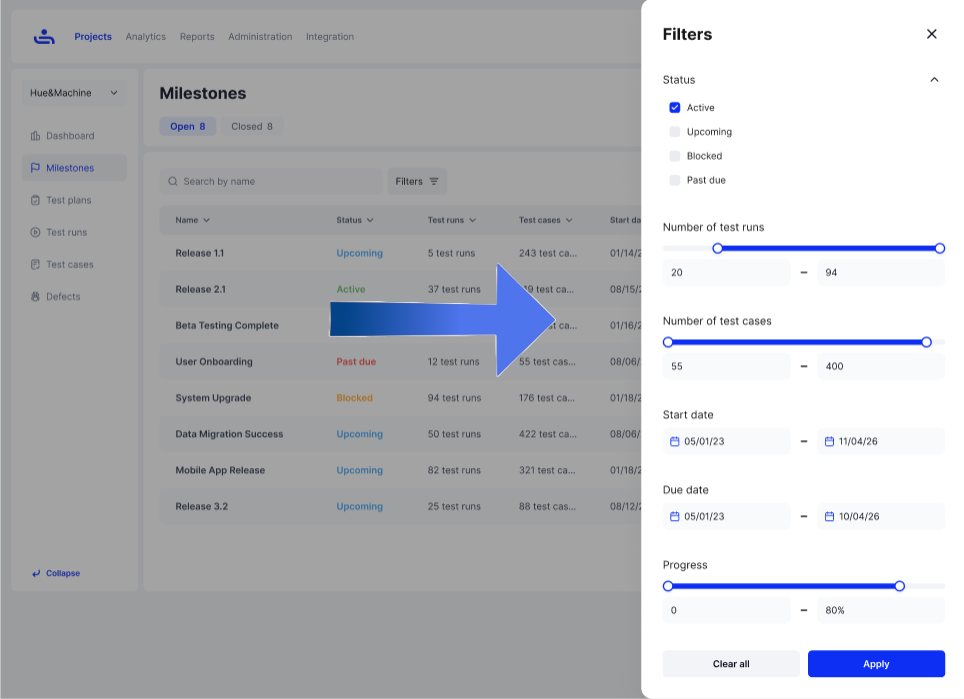 Projects Analytics Reports Administration Integration
Hue&Machine
Dashboard
Milestones
Test plans
Test runs
Test cases
Defects
Collapse
Milestones
Open 8 Closed 8
Search by name Filters
Name Status Test runs Test cases Start da
Release 1.1 Upcoming 5 test runs 243 test ca... 01/14/2
Release 2.1 Active 37 test runs 49 test ca... 08/15/2
Beta Testing Complete st ca... 01/16/2
User Onboarding Past due 12 test runs 55 test cas... 08/06/
System Upgrade Blocked 94 test runs 176 test ca... 01/18/2
Data Migration Success Upcoming 50 test runs 422 test ca... 08/06/
Mobile App Release Upcoming 82 test runs 321 test ca... 01/18/2
Release 3.2 Upcoming 25 test runs 88 test cas... 08/12/2
Filters
Status
Active
Upcoming
Blocked
Past due
Number of test runs
20 – 94
Number of test cases
55 – 400
Start date
05/01/23 – 11/04/26
Due date
05/01/23 – 10/04/26
Progress
0 – 80%
Clear all Apply